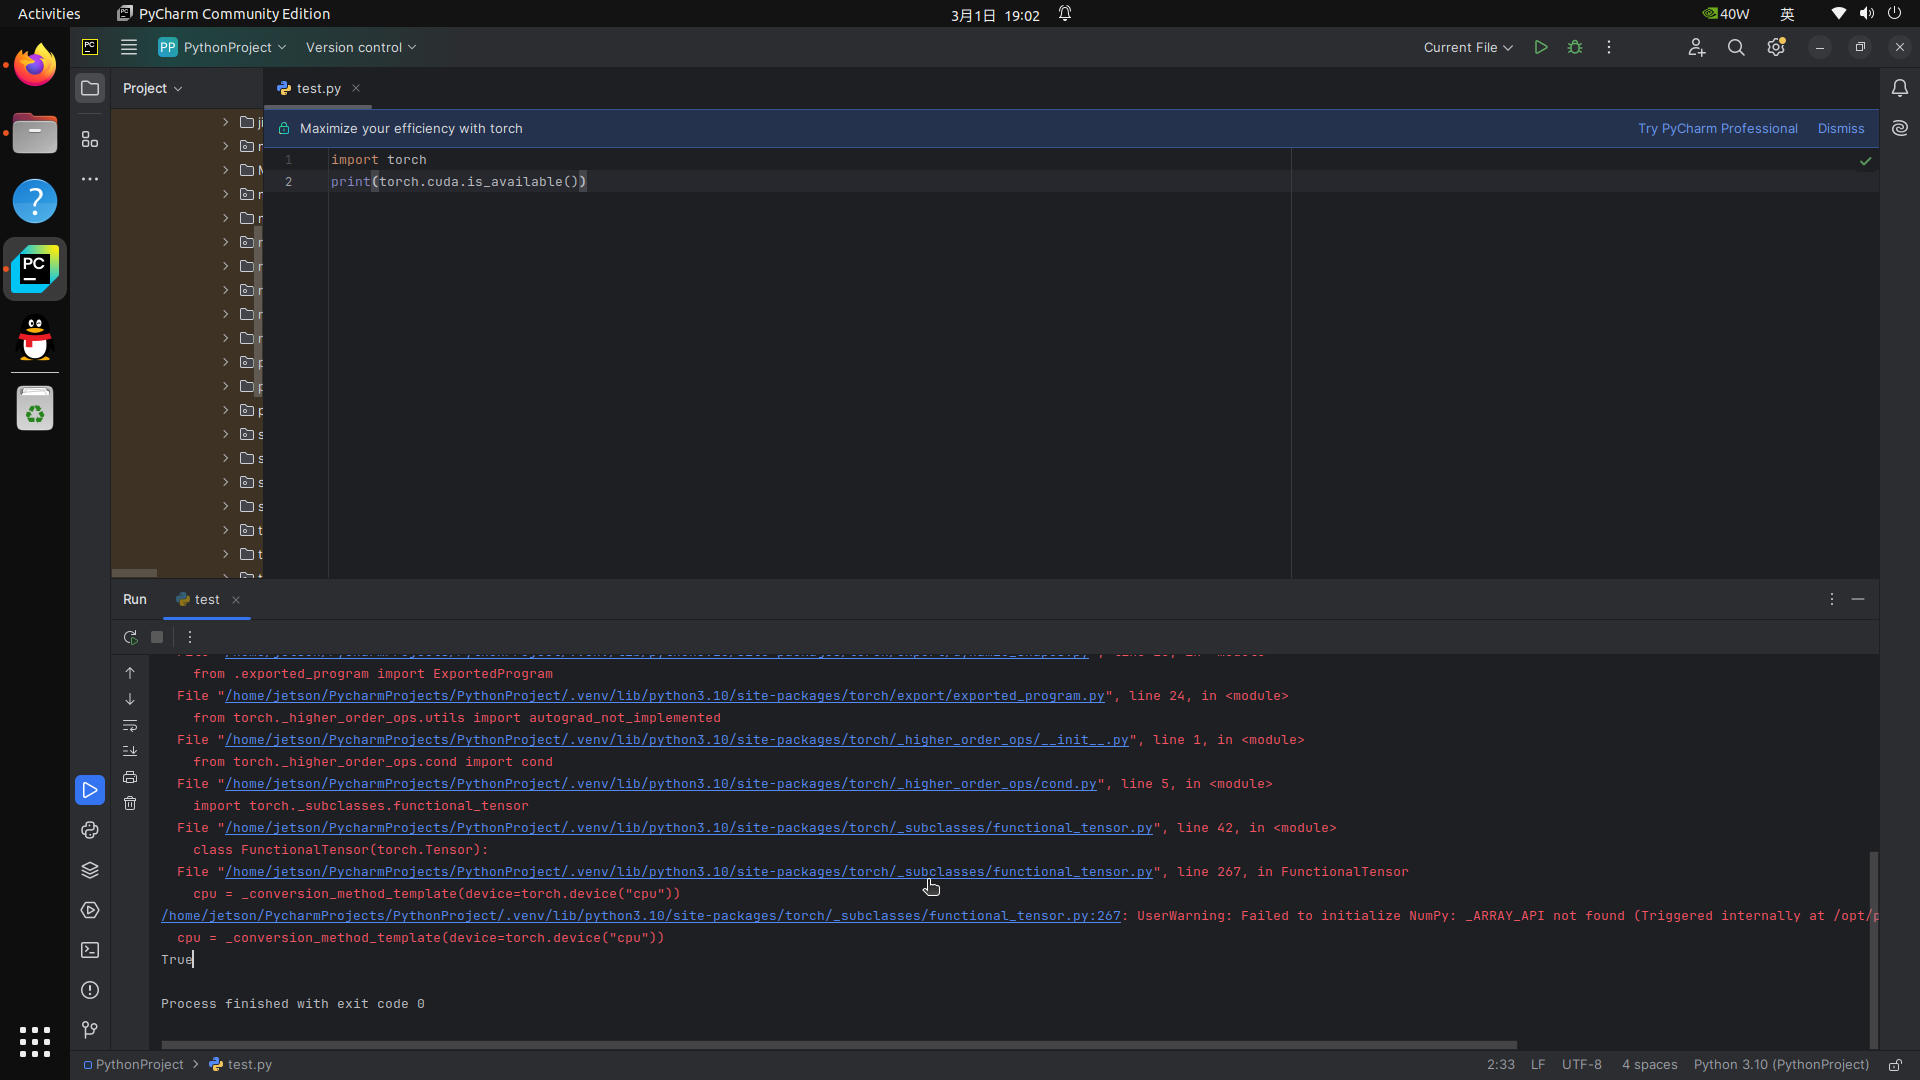 Activities
PyCharm Community Edition
3月1日 19:02
40W
英
PC
PP PythonProject
Version control
Current File
Project
test.py
Maximize your efficiency with torch
Try PyCharm Professional
Dismiss
1 import torch
2 print(torch.cuda.is_available())
PC
Run
test
from .exported_program import ExportedProgram
File "/home/jetson/PycharmProjects/PythonProject/.venv/lib/python3.10/site-packages/torch/export/exported_program.py", line 24, in <module>
from torch._higher_order_ops.utils import autograd_not_implemented
File "/home/jetson/PycharmProjects/PythonProject/.venv/lib/python3.10/site-packages/torch/_higher_order_ops/__init__.py", line 1, in <module>
from torch._higher_order_ops.cond import cond
File "/home/jetson/PycharmProjects/PythonProject/.venv/lib/python3.10/site-packages/torch/_higher_order_ops/cond.py", line 5, in <module>
import torch._subclasses.functional_tensor
File "/home/jetson/PycharmProjects/PythonProject/.venv/lib/python3.10/site-packages/torch/_subclasses/functional_tensor.py", line 42, in <module>
class FunctionalTensor(torch.Tensor):
File "/home/jetson/PycharmProjects/PythonProject/.venv/lib/python3.10/site-packages/torch/_subclasses/functional_tensor.py", line 267, in FunctionalTensor
cpu = _conversion_method_template(device=torch.device("cpu"))
/home/jetson/PycharmProjects/PythonProject/.venv/lib/python3.10/site-packages/torch/_subclasses/functional_tensor.py:267: UserWarning: Failed to initialize NumPy: _ARRAY_API not found (Triggered internally at /opt/
cpu = _conversion_method_template(device=torch.device("cpu"))
True
Process finished with exit code 0
PythonProject
test.py
2:33
LF
UTF-8
4 spaces
Python 3.10 (PythonProject)